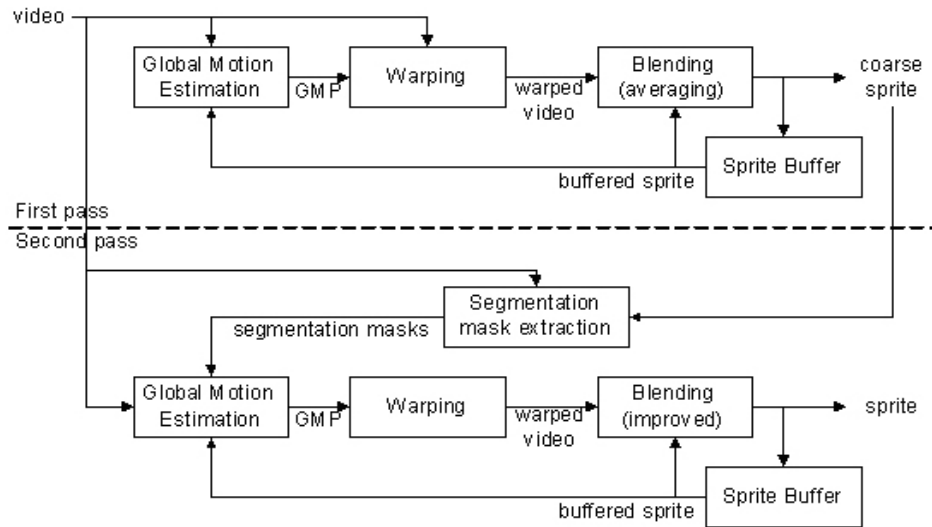 video
Global Motion
Estimation
GMP
Warping
warped
video
Blending
(averaging)
coarse
sprite
Sprite Buffer
buffered sprite
First pass
Second pass
Segmentation
mask extraction
segmentation masks
Global Motion
Estimation
GMP
Warping
warped
video
Blending
(improved)
sprite
Sprite Buffer
buffered sprite